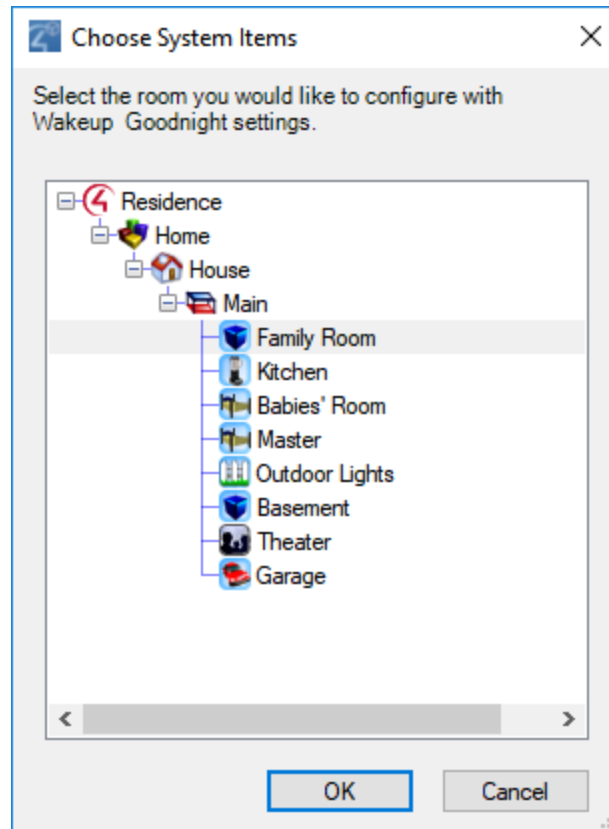 Choose System Items
Select the room you would like to configure with
Wakeup  Goodnight settings.
Residence
Home
House
Main
Family Room
Kitchen
Babies' Room
Master
Outdoor Lights
Basement
Theater
Garage
OK
Cancel